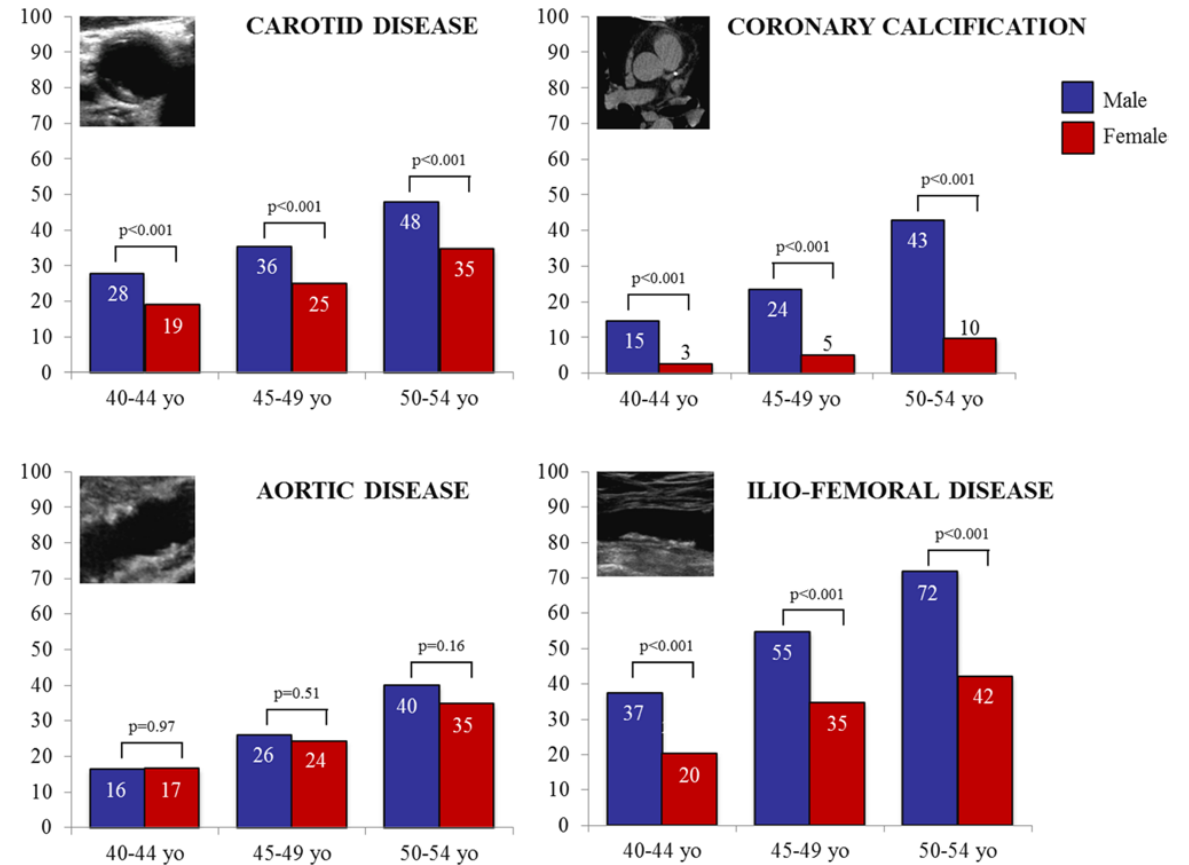 CAROTID DISEASE
100
90
80
70
60
50
40
30
20
10
0
p<0.001
p<0.001
p<0.001
28
19
36
25
48
35
40-44 yo
45-49 yo
50-54 yo
CORONARY CALCIFICATION
100
90
80
70
60
50
40
30
20
10
0
p<0.001
p<0.001
p<0.001
15
3
24
5
43
10
40-44 yo
45-49 yo
50-54 yo
Male
Female
AORTIC DISEASE
100
90
80
70
60
50
40
30
20
10
0
p=0.97
p=0.51
p=0.16
16
17
26
24
40
35
40-44 yo
45-49 yo
50-54 yo
ILIO-FEMORAL DISEASE
100
90
80
70
60
50
40
30
20
10
0
p<0.001
p<0.001
p<0.001
37
20
55
35
72
42
40-44 yo
45-49 yo
50-54 yo